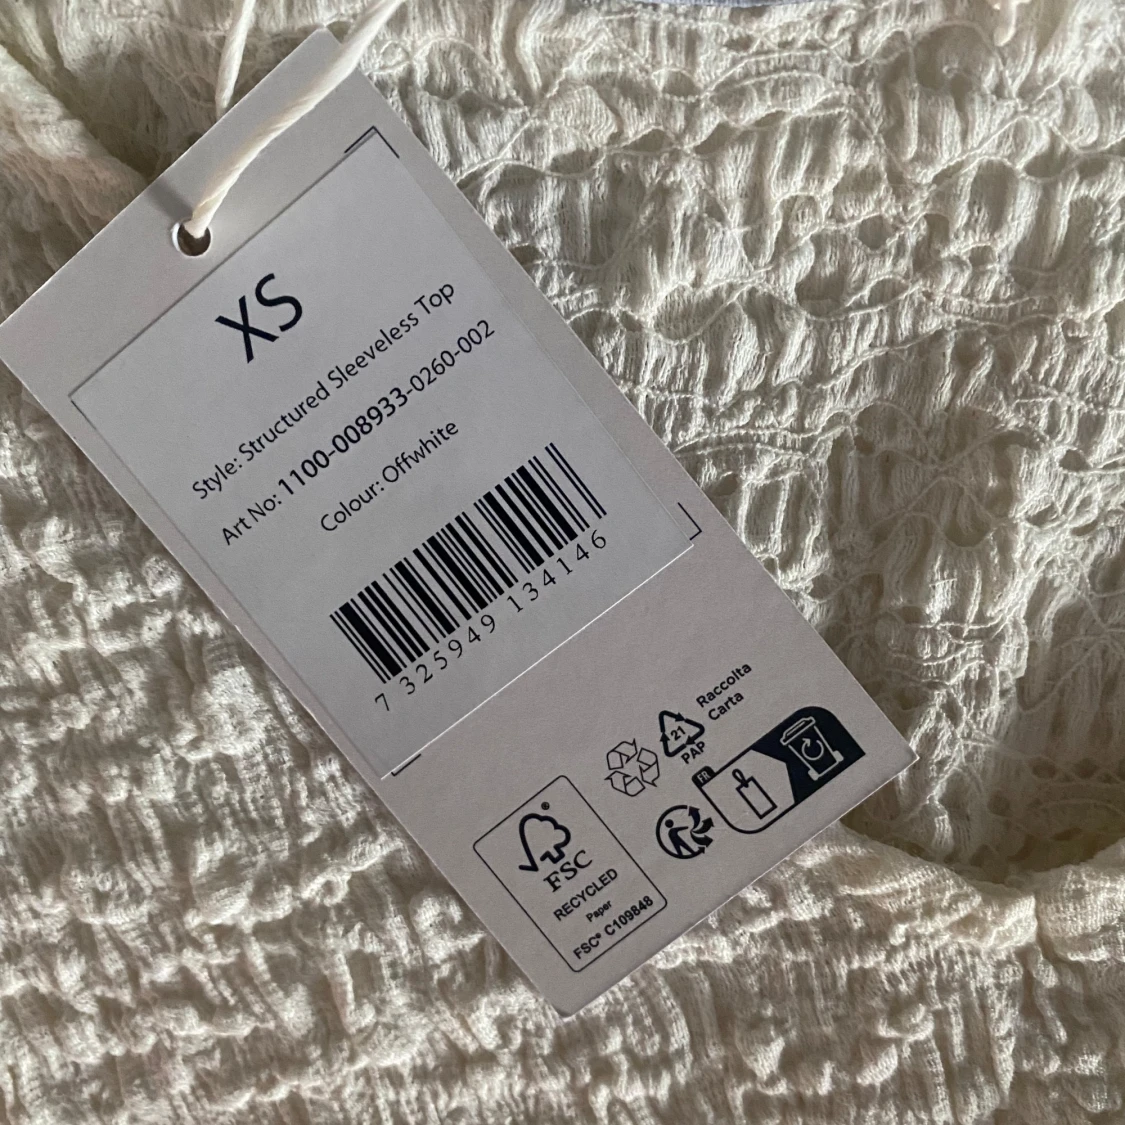 XS
Style: Structured Sleeveless Top
Art No: 1100-008933-0260-002
Colour: Offwhite
7 325949 134146
21
PAP
Raccolta
Carta
FR
®
FSC
RECYCLED
Paper
FSC® C109848